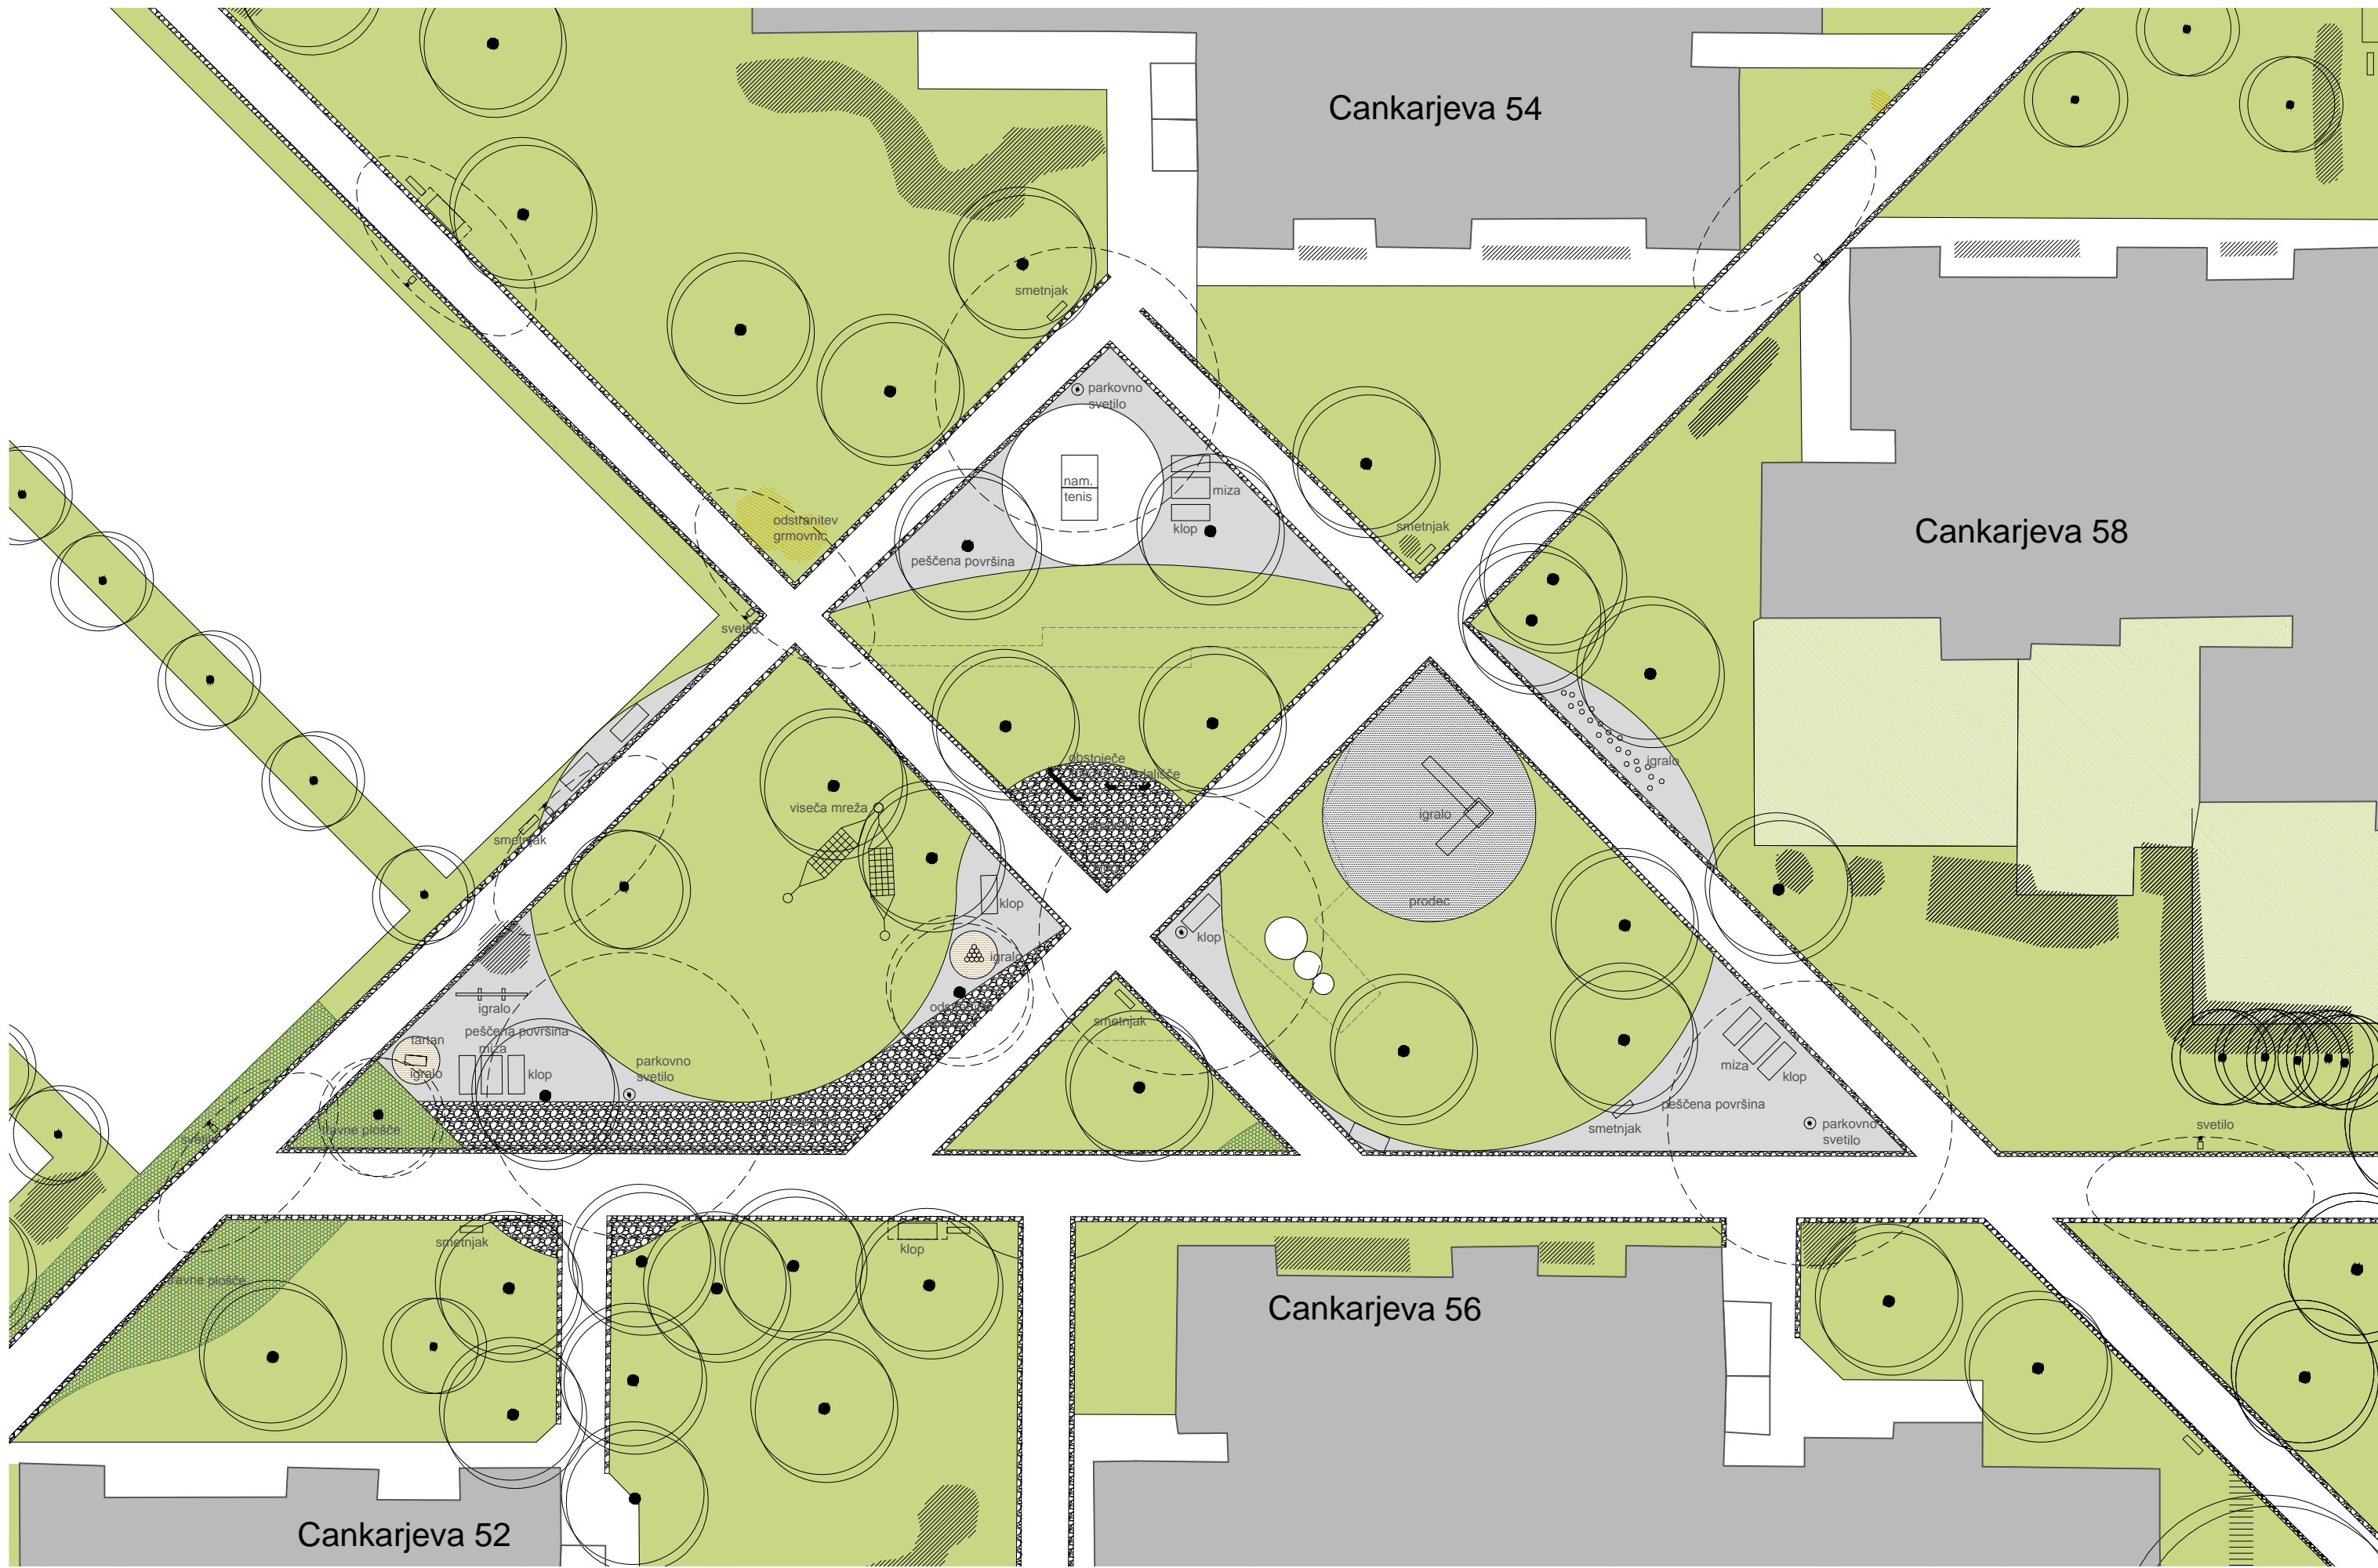 Cankarjeva 54
smetnjak
parkovno
svetilo
nam.
tenis
miza
klop
odstranitev
grmovnic
peščena površina
smetnjak
Cankarjeva 58
svetilo
obstoječe
igralo
viseča mreža
igralo
smetnjak
klop
prodec
klop
igralo
igralo
smetnjak
peščena površina
tartan
miza
igralo
klop
parkovno
svetilo
miza
klop
peščena površina
smetnjak
parkovno
svetilo
svetilo
travne plošče
svetilo
smetnjak
klop
travne plošče
Cankarjeva 56
Cankarjeva 52